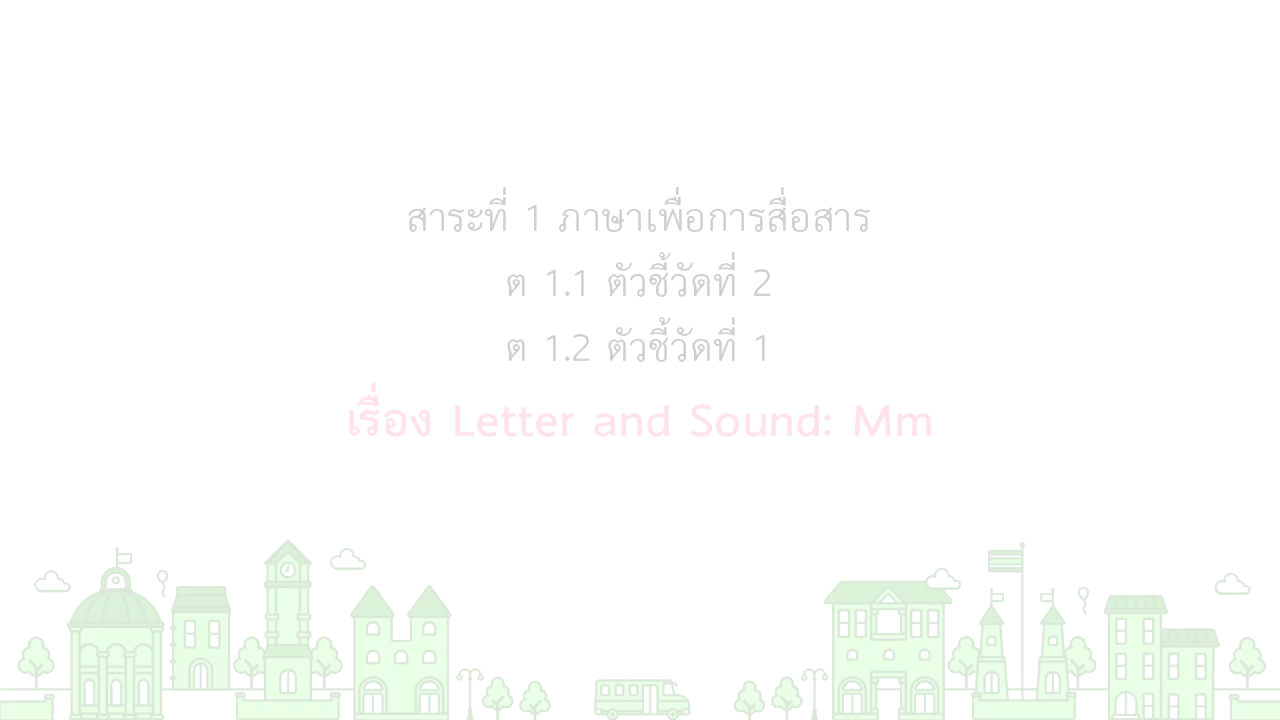 สาระที่ 1 ภาษาเพื่อการสื่อสาร
ต 1.1 ตัวชี้วัดที่ 2
ต 1.2 ตัวชี้วัดที่ 1
เรื่อง Letter and Sound: Mm